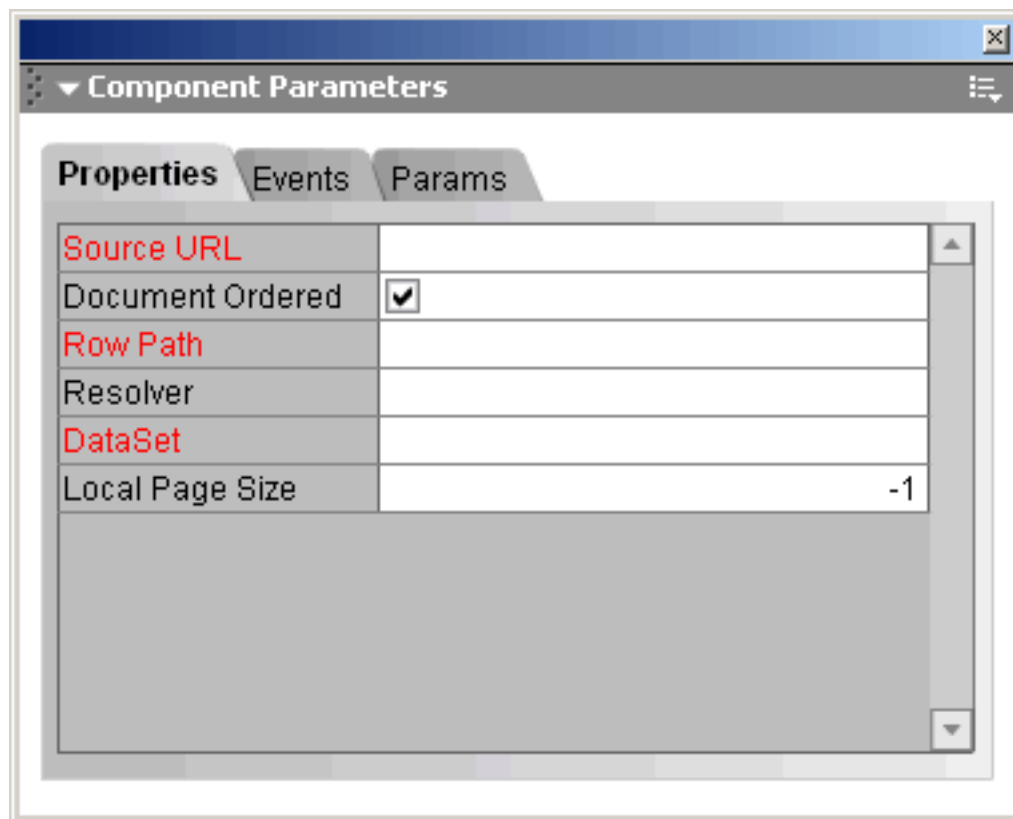 Component Parameters
Properties Events Params
Source URL
Document Ordered
Row Path
Resolver
DataSet
Local Page Size -1